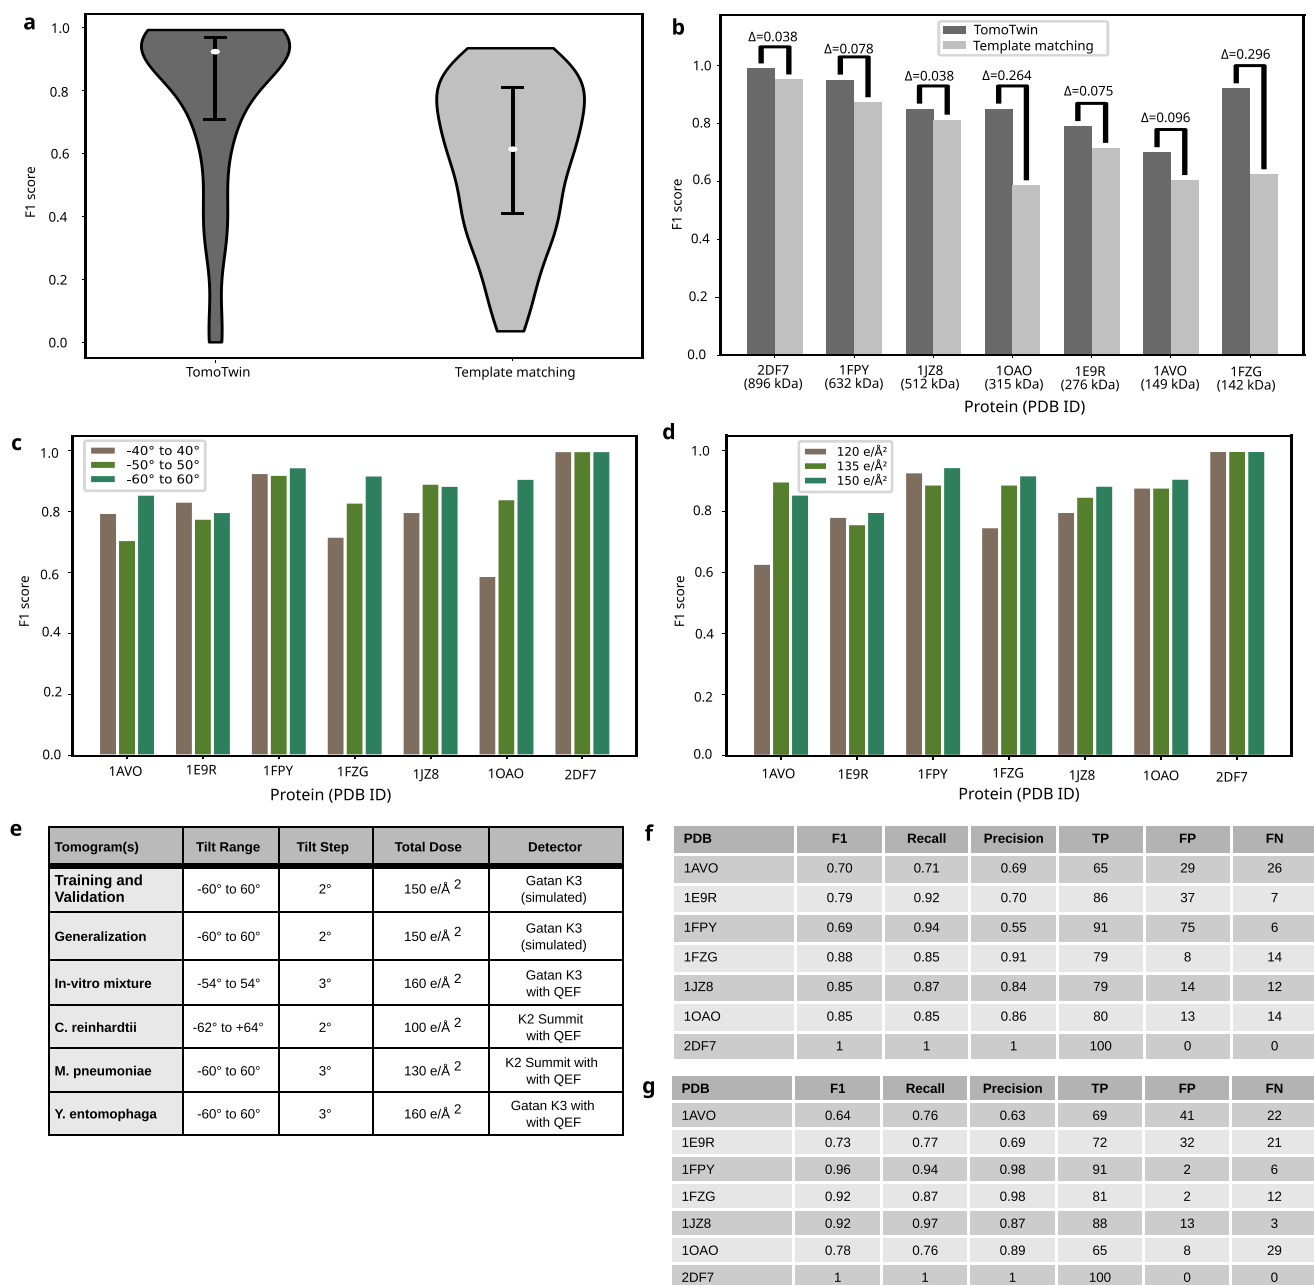 a
1.0
0.8
0.6
0.4
0.2
0.0
F1 score
TomoTwin
Template matching
b
TomoTwin
Template matching
Δ=0.038
Δ=0.078
Δ=0.038
Δ=0.264
Δ=0.075
Δ=0.096
Δ=0.296
1.0
0.8
0.6
0.4
0.2
0.0
F1 score
2DF7 1FPY 1JZ8 1OAO 1E9R 1AVO 1FZG
(896 kDa) (632 kDa) (512 kDa) (315 kDa) (276 kDa) (149 kDa) (142 kDa)
Protein (PDB ID)
c
-40° to 40°
-50° to 50°
-60° to 60°
1.0
0.8
0.6
0.4
0.2
0.0
F1 score
1AVO 1E9R 1FPY 1FZG 1JZ8 1OAO 2DF7
Protein (PDB ID)
d
120 e/Å²
135 e/Å²
150 e/Å²
1.0
0.8
0.6
0.4
0.2
0.0
F1 score
1AVO 1E9R 1FPY 1FZG 1JZ8 1OAO 2DF7
Protein (PDB ID)
e
Tomogram(s) Tilt Range Tilt Step Total Dose Detector
Training and
Validation
-60° to 60° 2° 150 e/Å 2
Gatan K3
(simulated)
Generalization -60° to 60° 2° 150 e/Å 2
Gatan K3
(simulated)
In-vitro mixture -54° to 54° 3° 160 e/Å 2
Gatan K3
with QEF
C. reinhardtii -62° to +64° 2° 100 e/Å 2
K2 Summit
with QEF
M. pneumoniae -60° to 60° 3° 130 e/Å 2
K2 Summit with
with QEF
Y. entomophaga -60° to 60° 3° 160 e/Å 2
Gatan K3 with
with QEF
f
PDB F1 Recall Precision TP FP FN
1AVO 0.70 0.71 0.69 65 29 26
1E9R 0.79 0.92 0.70 86 37 7
1FPY 0.69 0.94 0.55 91 75 6
1FZG 0.88 0.85 0.91 79 8 14
1JZ8 0.85 0.87 0.84 79 14 12
1OAO 0.85 0.85 0.86 80 13 14
2DF7 1 1 1 100 0 0
g
PDB F1 Recall Precision TP FP FN
1AVO 0.64 0.76 0.63 69 41 22
1E9R 0.73 0.77 0.69 72 32 21
1FPY 0.96 0.94 0.98 91 2 6
1FZG 0.92 0.87 0.98 81 2 12
1JZ8 0.92 0.97 0.87 88 13 3
1OAO 0.78 0.76 0.89 65 8 29
2DF7 1 1 1 100 0 0